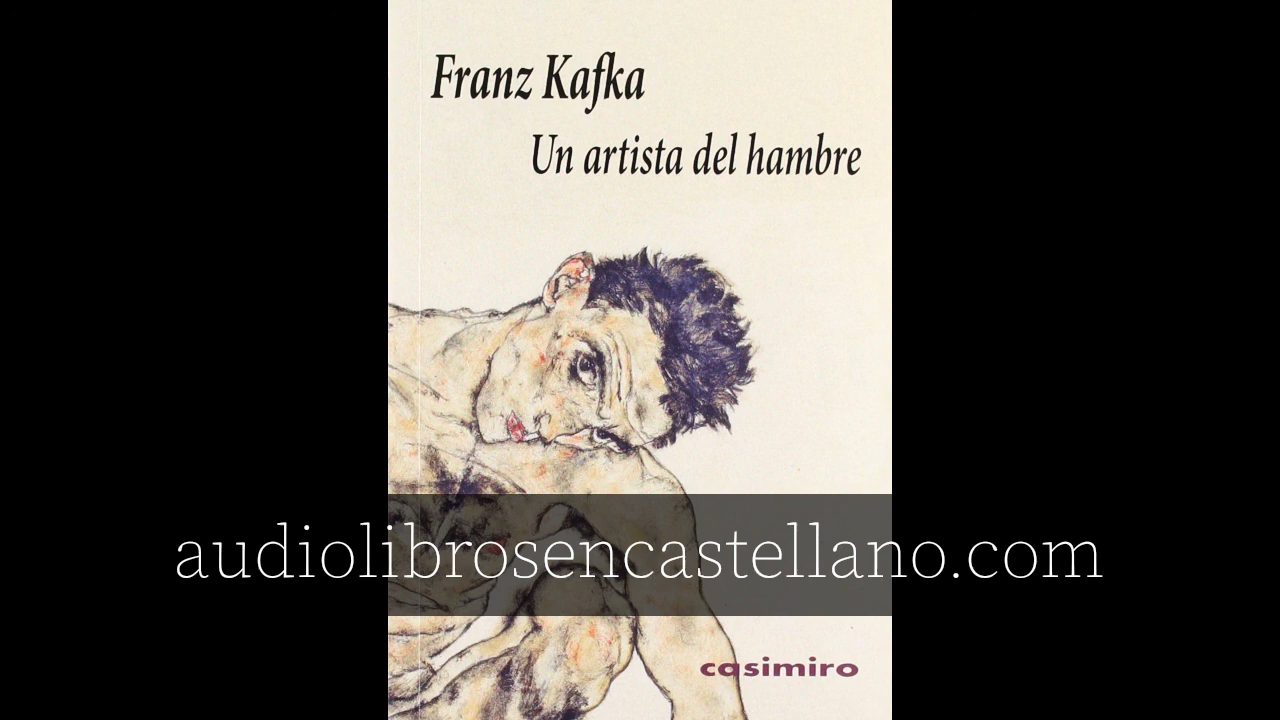 Franz Kafka
Un artista del hambre
audiolibrosencastellano.com
casimiro